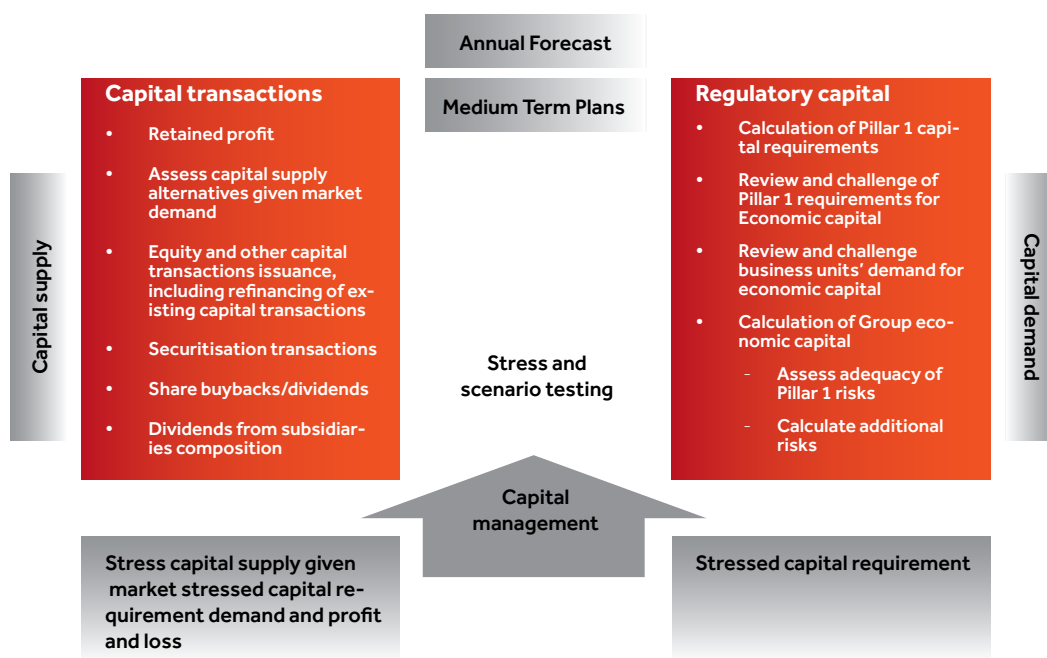 Annual Forecast
Medium Term Plans
Capital supply
Capital transactions
• Retained profit
• Assess capital supply
alternatives given market
demand
• Equity and other capital
transactions issuance,
including refinancing of ex-
isting capital transactions
• Securitisation transactions
• Share buybacks/dividends
• Dividends from subsidiar-
ies composition
Stress and
scenario testing
Regulatory capital
• Calculation of Pillar 1 capi-
tal requirements
• Review and challenge of
Pillar 1 requirements for
Economic capital
• Review and challenge
business units' demand for
economic capital
• Calculation of Group eco-
nomic capital
- Assess adequacy of
Pillar 1 risks
- Calculate additional
risks
Capital demand
Capital
management
Stress capital supply given
market stressed capital re-
quirement demand and profit
and loss
Stressed capital requirement